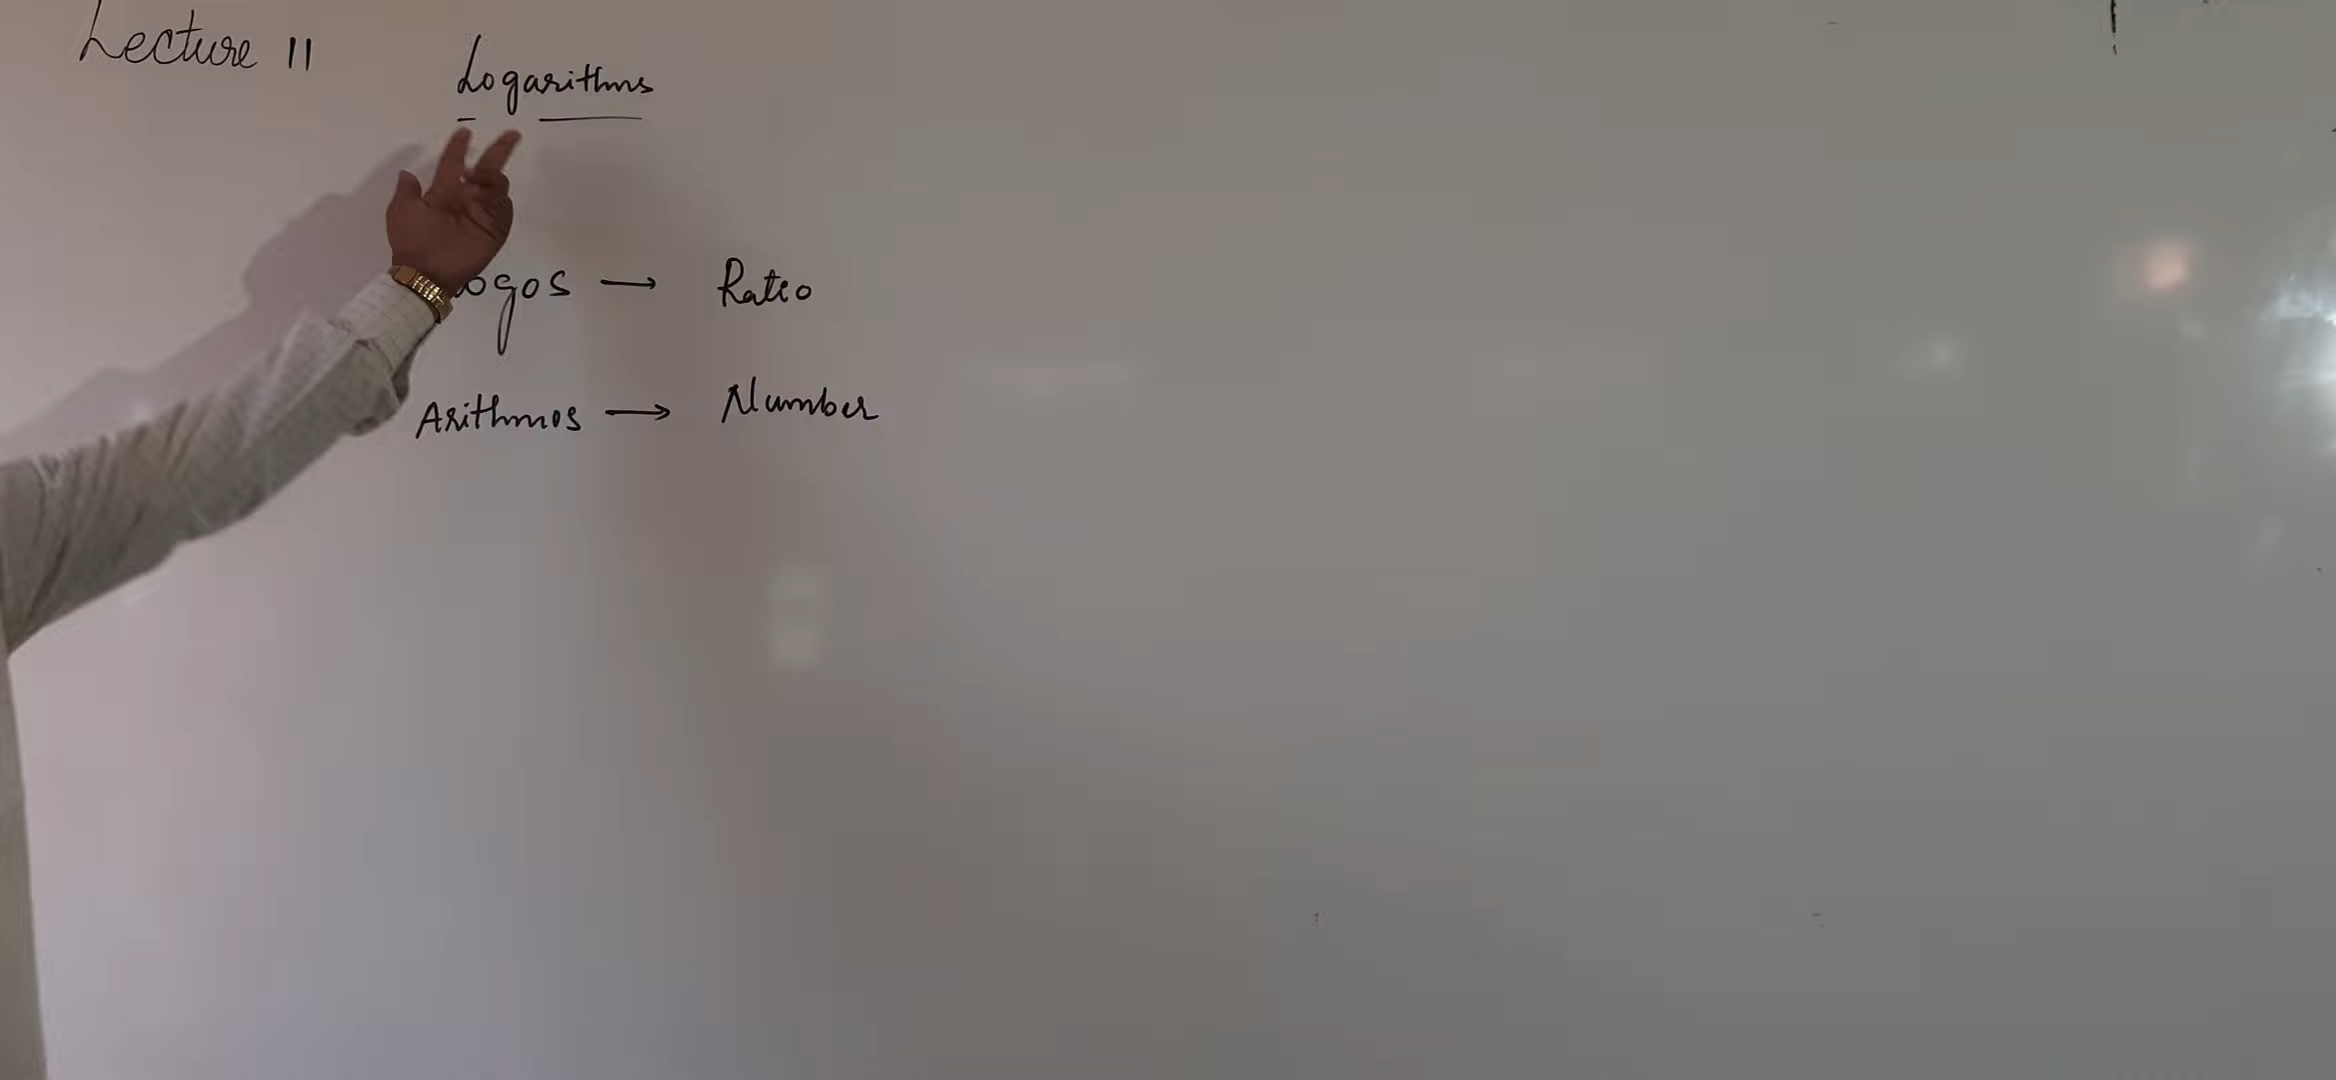 Lecture 11
Logarithms
ogos → Ratio
Arithmos → Number